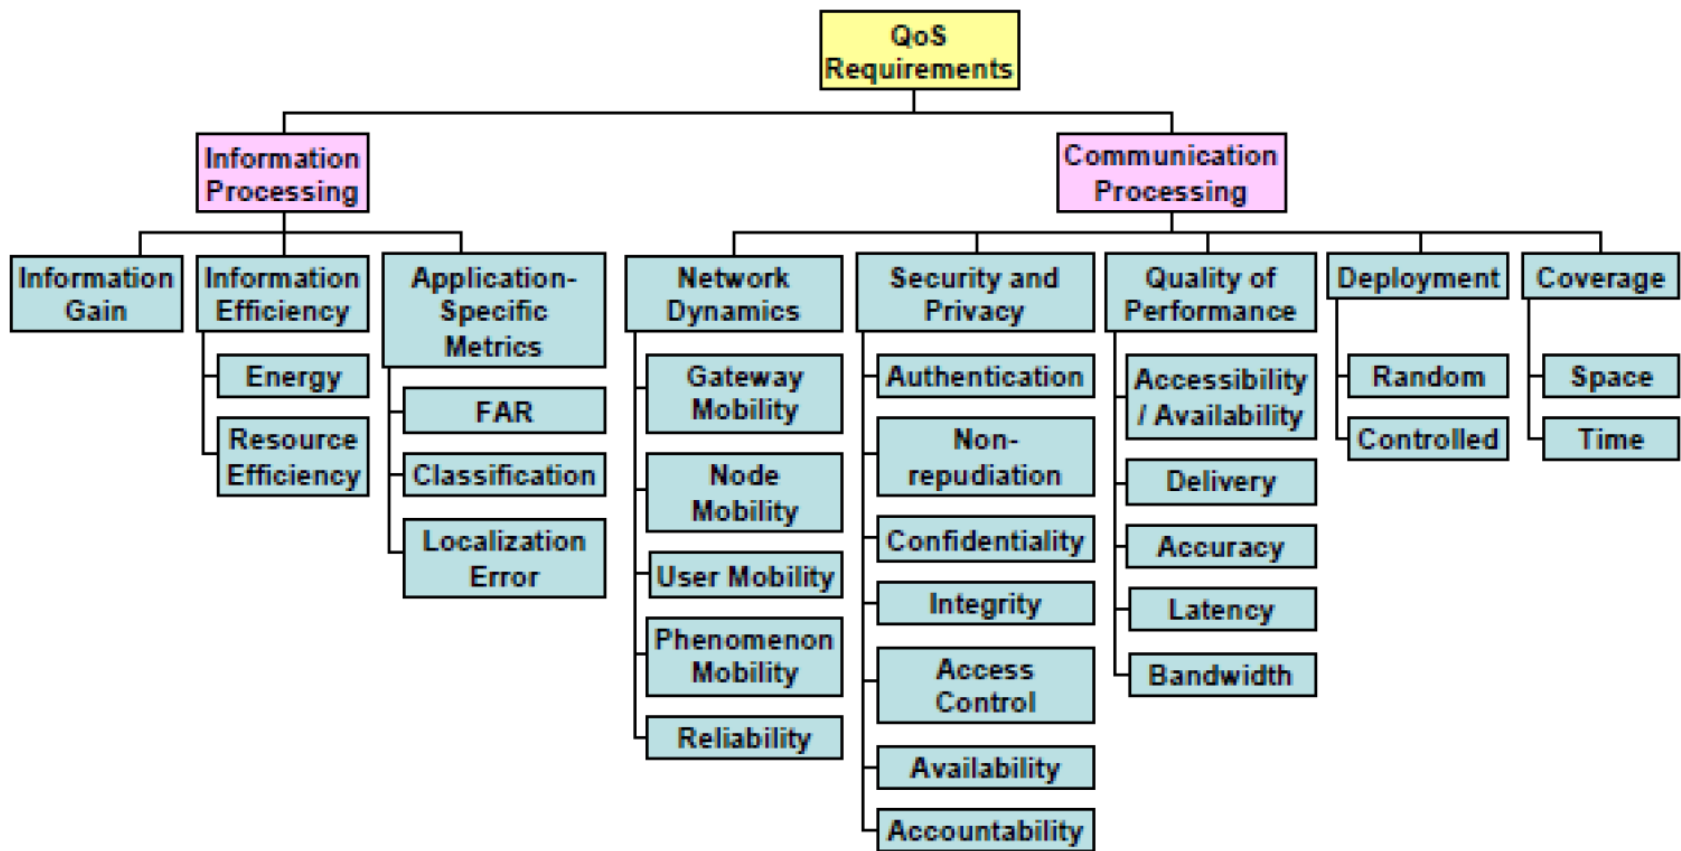 QoS
Requirements
Information
Processing
Communication
Processing
Information
Gain
Information
Efficiency
Energy
Resource
Efficiency
Application-
Specific
Metrics
FAR
Classification
Localization
Error
Network
Dynamics
Gateway
Mobility
Node
Mobility
User Mobility
Phenomenon
Mobility
Reliability
Security and
Privacy
Authentication
Non-
repudiation
Confidentiality
Integrity
Access
Control
Availability
Accountability
Quality of
Performance
Accessibility
/ Availability
Delivery
Accuracy
Latency
Bandwidth
Deployment
Random
Controlled
Coverage
Space
Time